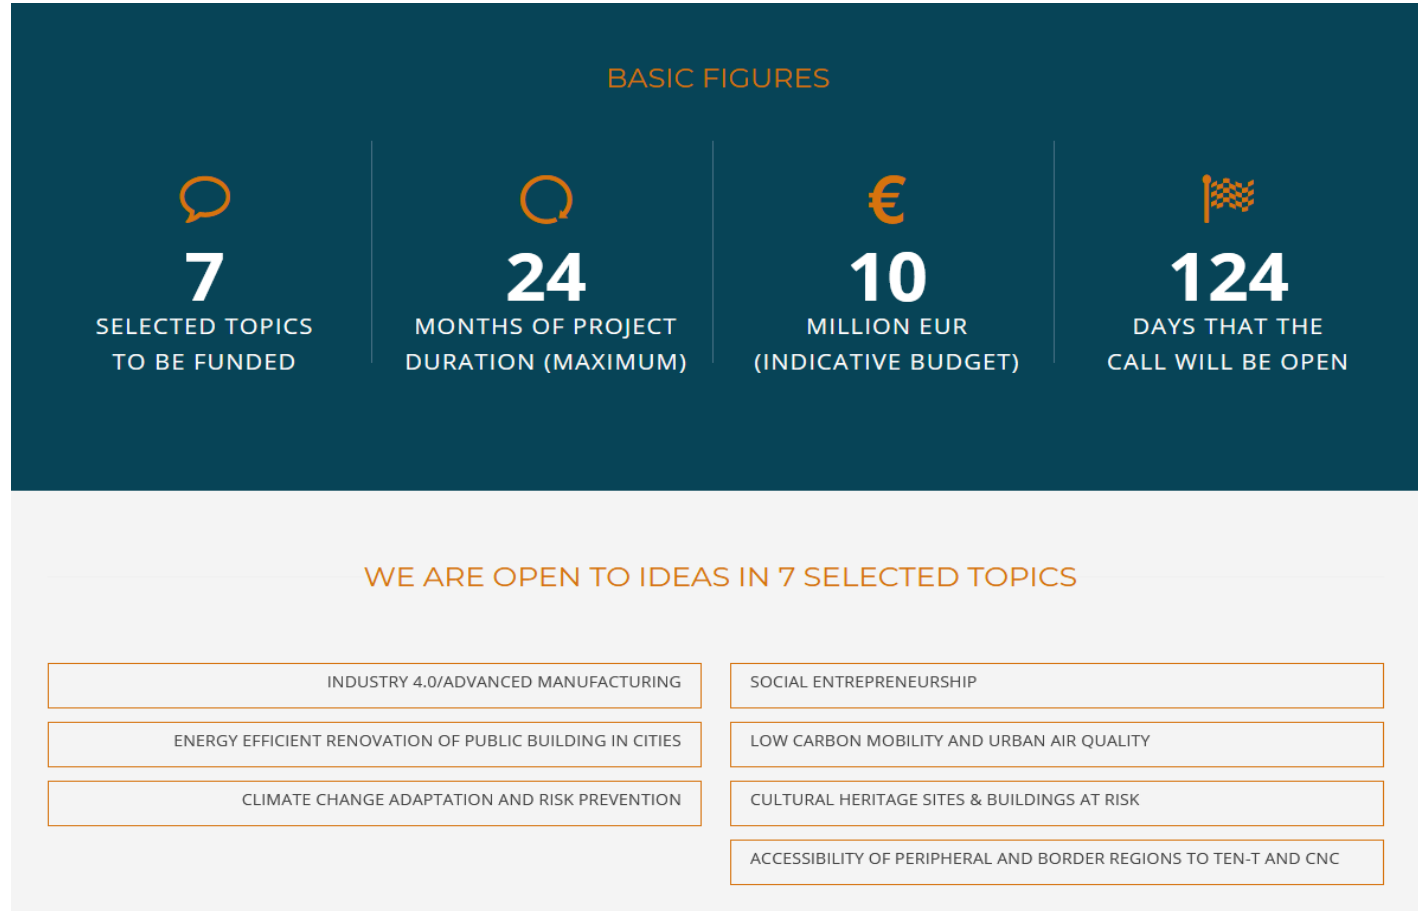 BASIC FIGURES
€
7
SELECTED TOPICS
TO BE FUNDED
24
MONTHS OF PROJECT
DURATION (MAXIMUM)
10
MILLION EUR
(INDICATIVE BUDGET)
124
DAYS THAT THE
CALL WILL BE OPEN
WE ARE OPEN TO IDEAS IN 7 SELECTED TOPICS
INDUSTRY 4.0/ADVANCED MANUFACTURING
ENERGY EFFICIENT RENOVATION OF PUBLIC BUILDING IN CITIES
CLIMATE CHANGE ADAPTATION AND RISK PREVENTION
SOCIAL ENTREPRENEURSHIP
LOW CARBON MOBILITY AND URBAN AIR QUALITY
CULTURAL HERITAGE SITES & BUILDINGS AT RISK
ACCESSIBILITY OF PERIPHERAL AND BORDER REGIONS TO TEN-T AND CNC